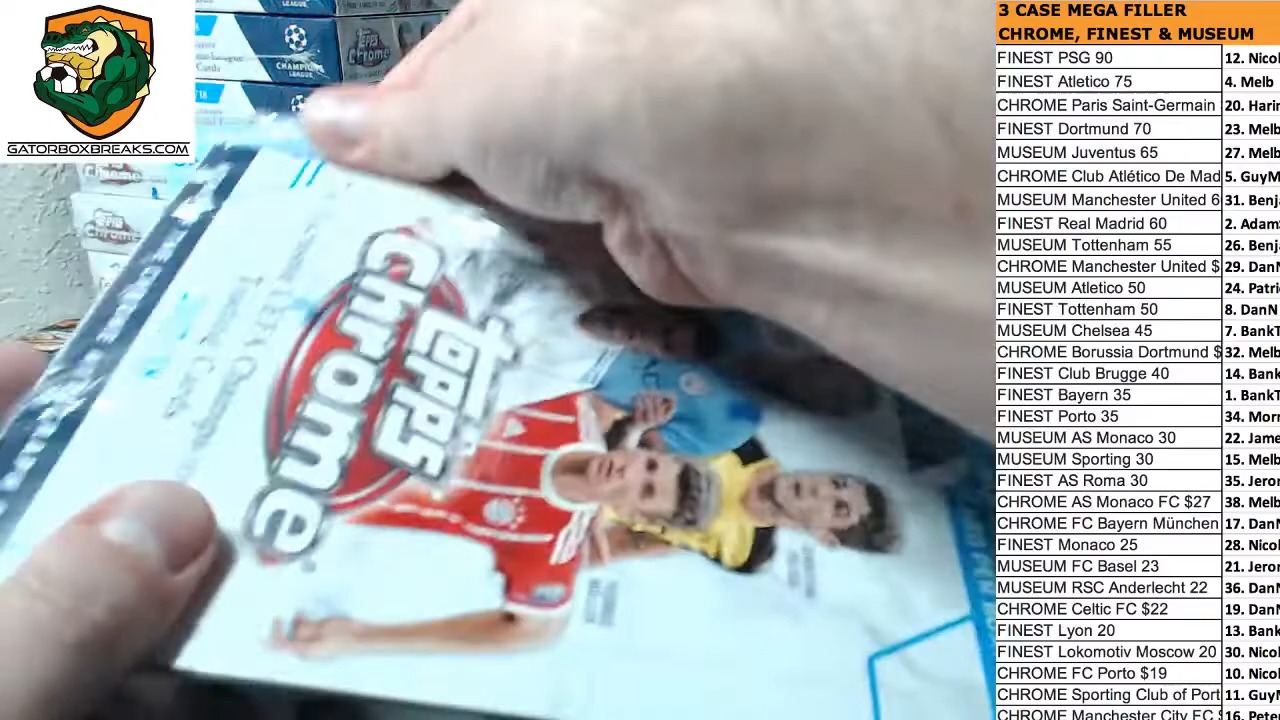 3 CASE MEGA FILLER
CHROME, FINEST & MUSEUM
FINEST PSG 90 12. Nicol
FINEST Atletico 75 4. Melb
CHROME Paris Saint-Germain 20. Harin
FINEST Dortmund 70 23. Melb
MUSEUM Juventus 65 27. Melb
CHROME Club Atlético De Mad 5. GuyM
MUSEUM Manchester United 6 31. Benja
FINEST Real Madrid 60 2. AdamS
MUSEUM Tottenham 55 26. Benja
CHROME Manchester United $ 29. DanN
MUSEUM Atletico 50 24. Patri
FINEST Tottenham 50 8. DanN
MUSEUM Chelsea 45 7. BankT
CHROME Borussia Dortmund $ 32. Melb
FINEST Club Brugge 40 14. Bank
FINEST Bayern 35 1. BankT
FINEST Porto 35 34. Morr
MUSEUM AS Monaco 30 22. Jame
MUSEUM Sporting 30 15. Melb
FINEST AS Roma 30 35. Jeron
CHROME AS Monaco FC $27 38. Melb
CHROME FC Bayern München 17. DanN
FINEST Monaco 25 28. Nicol
MUSEUM FC Basel 23 21. Jeron
MUSEUM RSC Anderlecht 22 36. DanN
CHROME Celtic FC $22 19. DanN
FINEST Lyon 20 13. Bank
FINEST Lokomotiv Moscow 20 30. Nicol
CHROME FC Porto $19 10. Nicol
CHROME Sporting Club of Port 11. GuyM
CHROME Manchester City FC $ 16. Pete
GATORBOXBREAKS.COM
Topps
Chrome
CHAMPIONS
LEAGUE
Topps
Chrome
Cards
Chrome